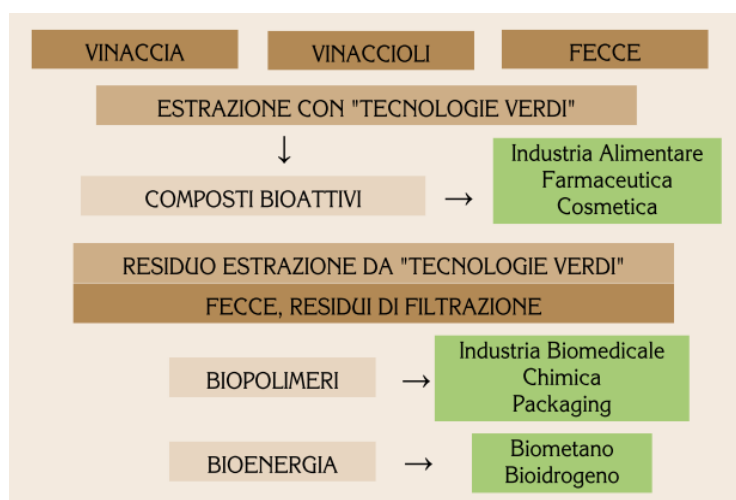 VINACCIA
VINACCIOLI
FECCE
ESTRAZIONE CON "TECNOLOGIE VERDI"
↓
COMPOSTI BIOATTIVI
→
Industria Alimentare
Farmaceutica
Cosmetica
RESIDUO ESTRAZIONE DA "TECNOLOGIE VERDI"
FECCE, RESIDUI DI FILTRAZIONE
BIOPOLIMERI
→
Industria Biomedicale
Chimica
Packaging
BIOENERGIA
→
Biometano
Bioidrogeno